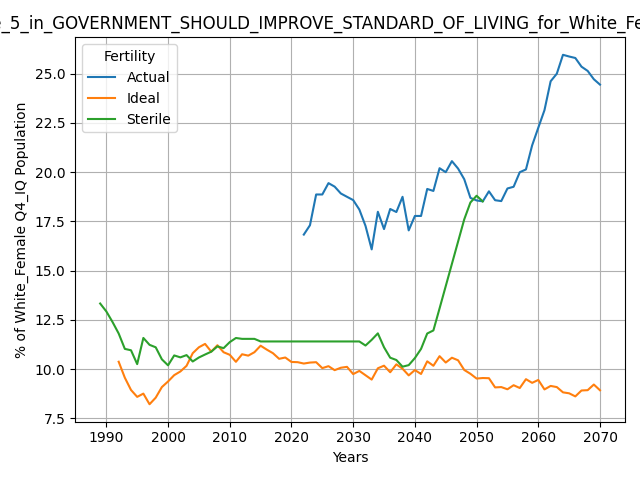 _5_in_GOVERNMENT_SHOULD_IMPROVE_STANDARD_OF_LIVING_for_White_Fe
Fertility
Actual
Ideal
Sterile
% of White_Female Q4_IQ Population
25.0
22.5
20.0
17.5
15.0
12.5
10.0
7.5
1990 2000 2010 2020 2030 2040 2050 2060 2070
Years